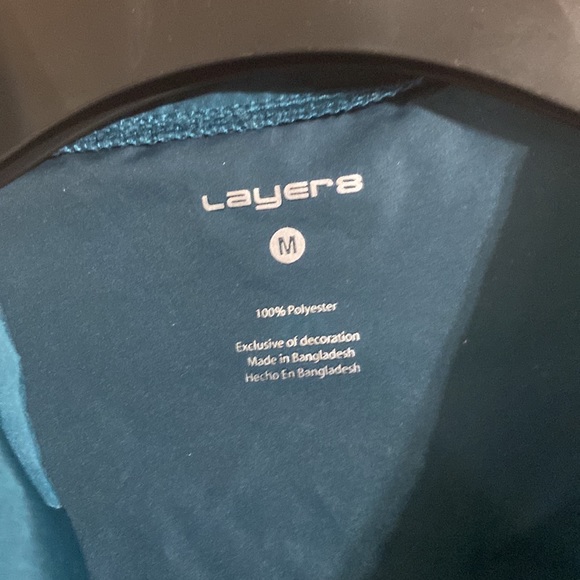 Layer8
M
100% Polyester
Exclusive of decoration
Made in Bangladesh
Hecho En Bangladesh